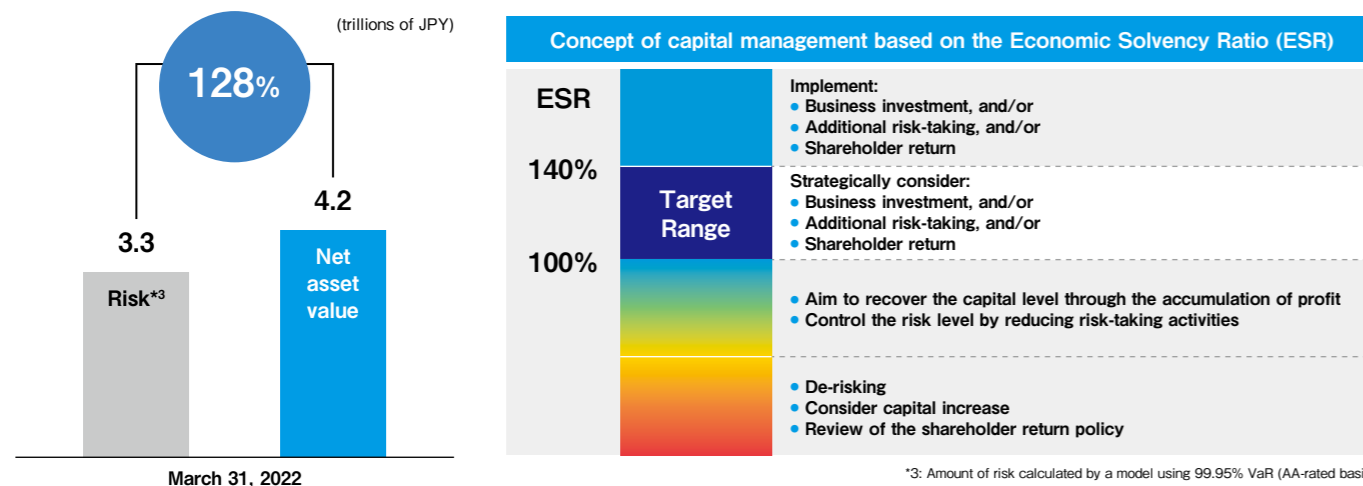 (trillions of JPY)
128%
3.3
4.2
Risk*3
Net
asset
value
March 31, 2022
Concept of capital management based on the Economic Solvency Ratio (ESR)
ESR
140%
100%
Target
Range
Implement:
• Business investment, and/or
• Additional risk-taking, and/or
• Shareholder return
Strategically consider:
• Business investment, and/or
• Additional risk-taking, and/or
• Shareholder return
• Aim to recover the capital level through the accumulation of profit
• Control the risk level by reducing risk-taking activities
• De-risking
• Consider capital increase
• Review of the shareholder return policy
*3: Amount of risk calculated by a model using 99.95% VaR (AA-rated basi